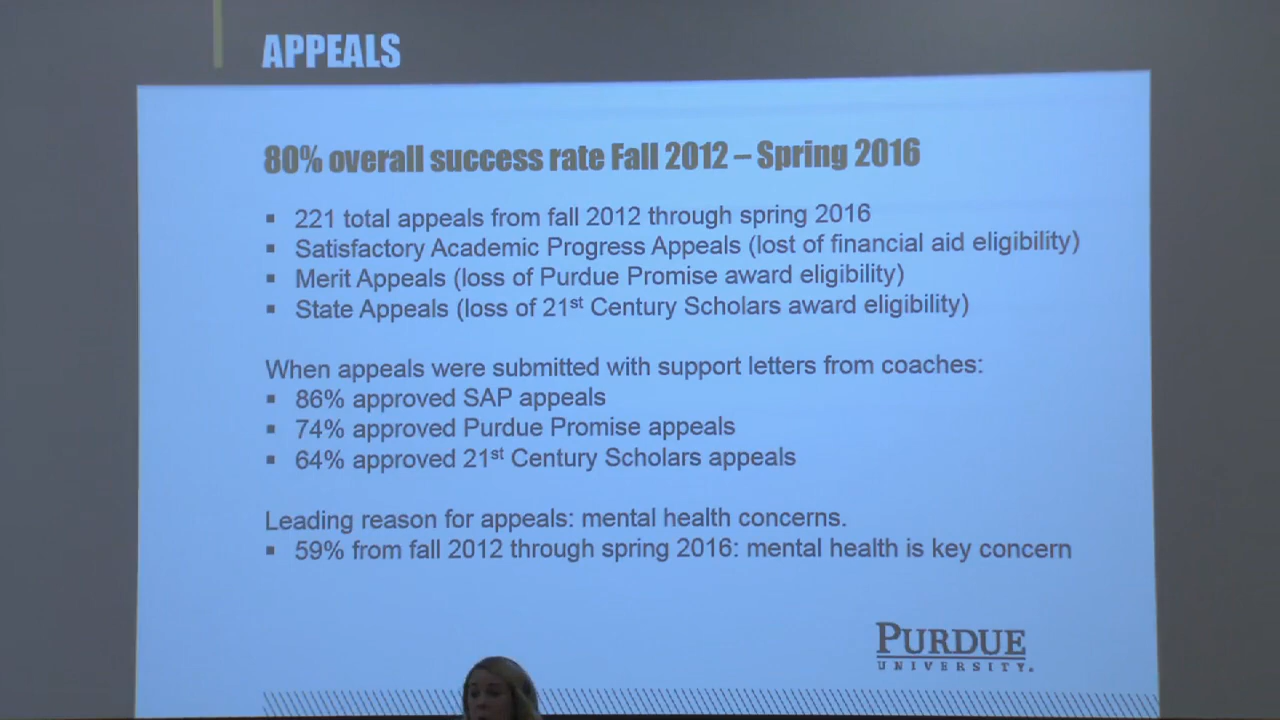 APPEALS
80% overall success rate Fall 2012 – Spring 2016
▪ 221 total appeals from fall 2012 through spring 2016
▪ Satisfactory Academic Progress Appeals (lost of financial aid eligibility)
▪ Merit Appeals (loss of Purdue Promise award eligibility)
▪ State Appeals (loss of 21st Century Scholars award eligibility)
When appeals were submitted with support letters from coaches:
▪ 86% approved SAP appeals
▪ 74% approved Purdue Promise appeals
▪ 64% approved 21st Century Scholars appeals
Leading reason for appeals: mental health concerns.
▪ 59% from fall 2012 through spring 2016: mental health is key concern
PURDUE
UNIVERSITY.